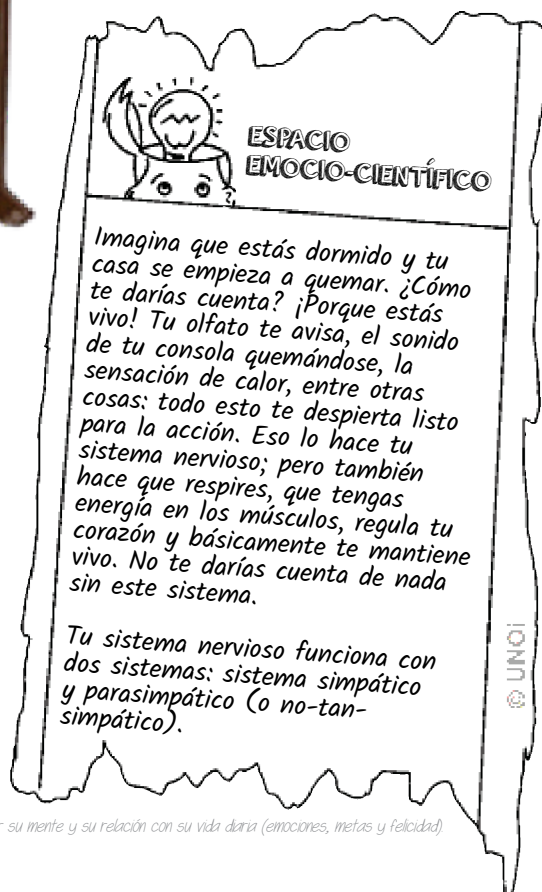 ESPACIO
EMOCIO-CIENTÍFICO
Imagina que estás dormido y tu
casa se empieza a quemar. ¿Cómo
te darías cuenta? ¡Porque estás
vivo! Tu olfato te avisa, el sonido
de tu consola quemándose, la
sensación de calor, entre otras
cosas: todo esto te despierta listo
para la acción. Eso lo hace tu
sistema nervioso; pero también
hace que respires, que tengas
energía en los músculos, regula tu
corazón y básicamente te mantiene
vivo. No te darías cuenta de nada
sin este sistema.
Tu sistema nervioso funciona con
dos sistemas: sistema simpático
y parasimpático (o no-tan-
simpático).
© UNOi
su mente y su relación con su vida diaria (emociones, metas y felicidad)